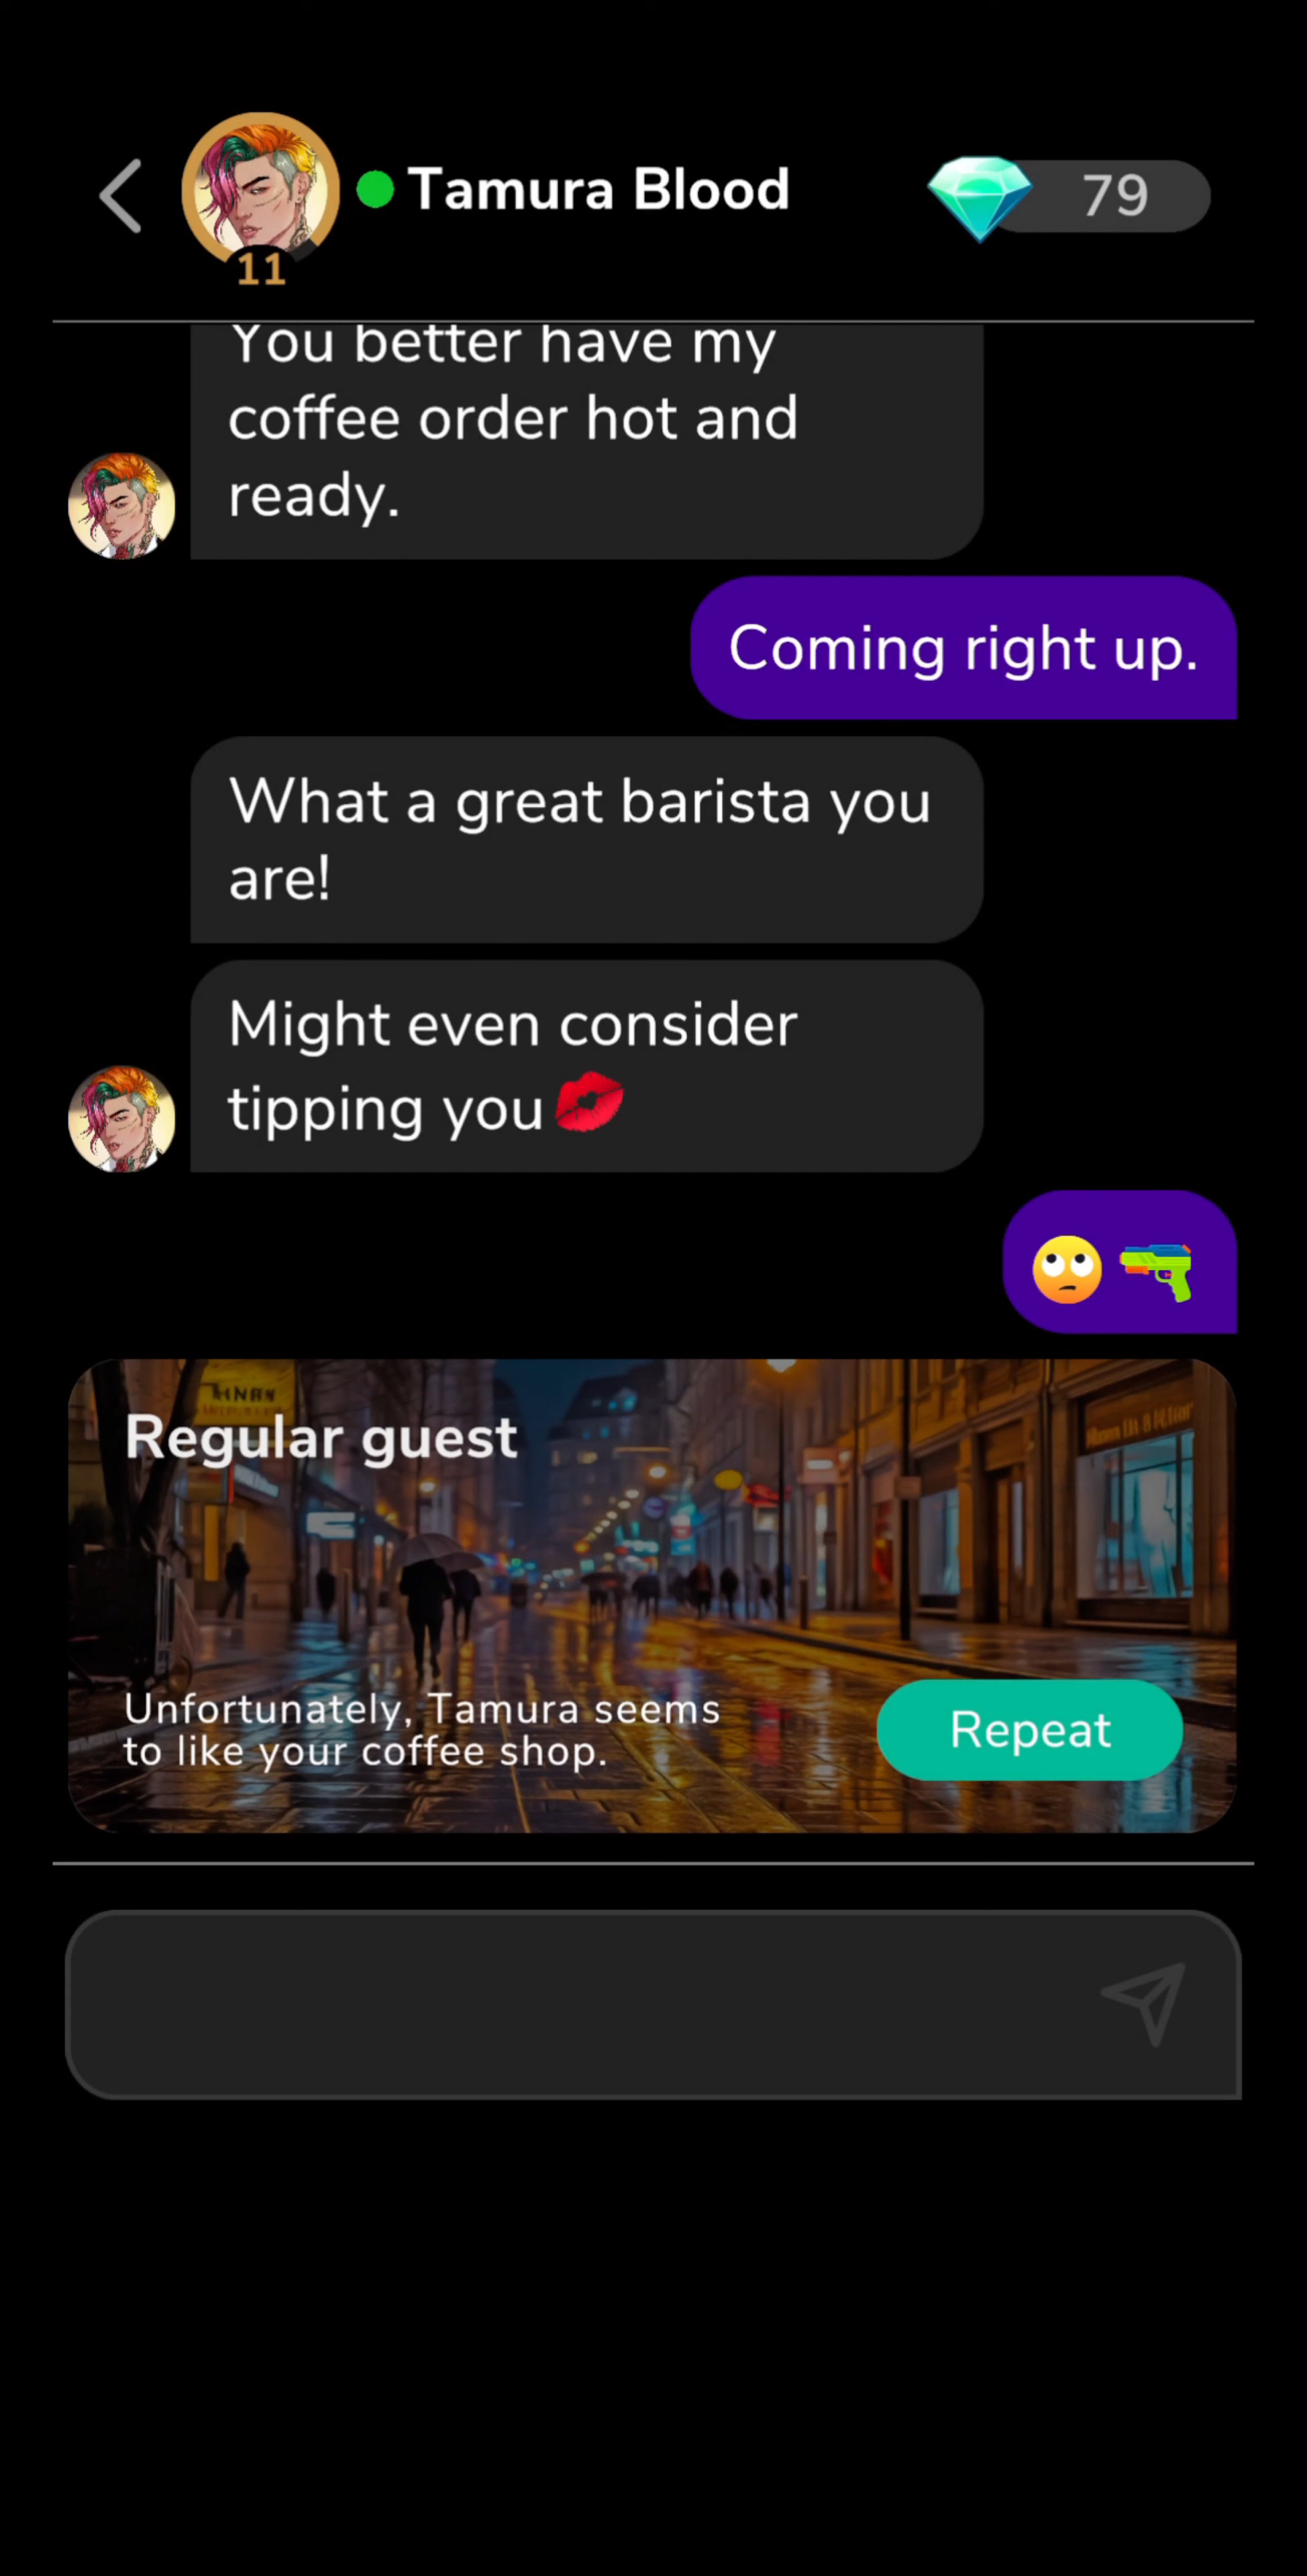 Tamura Blood
79
11
You better have my
coffee order hot and
ready.
Coming right up.
What a great barista you
are!
Might even consider
tipping you💋
🙄🔫
Regular guest
Unfortunately, Tamura seems
to like your coffee shop.
Repeat